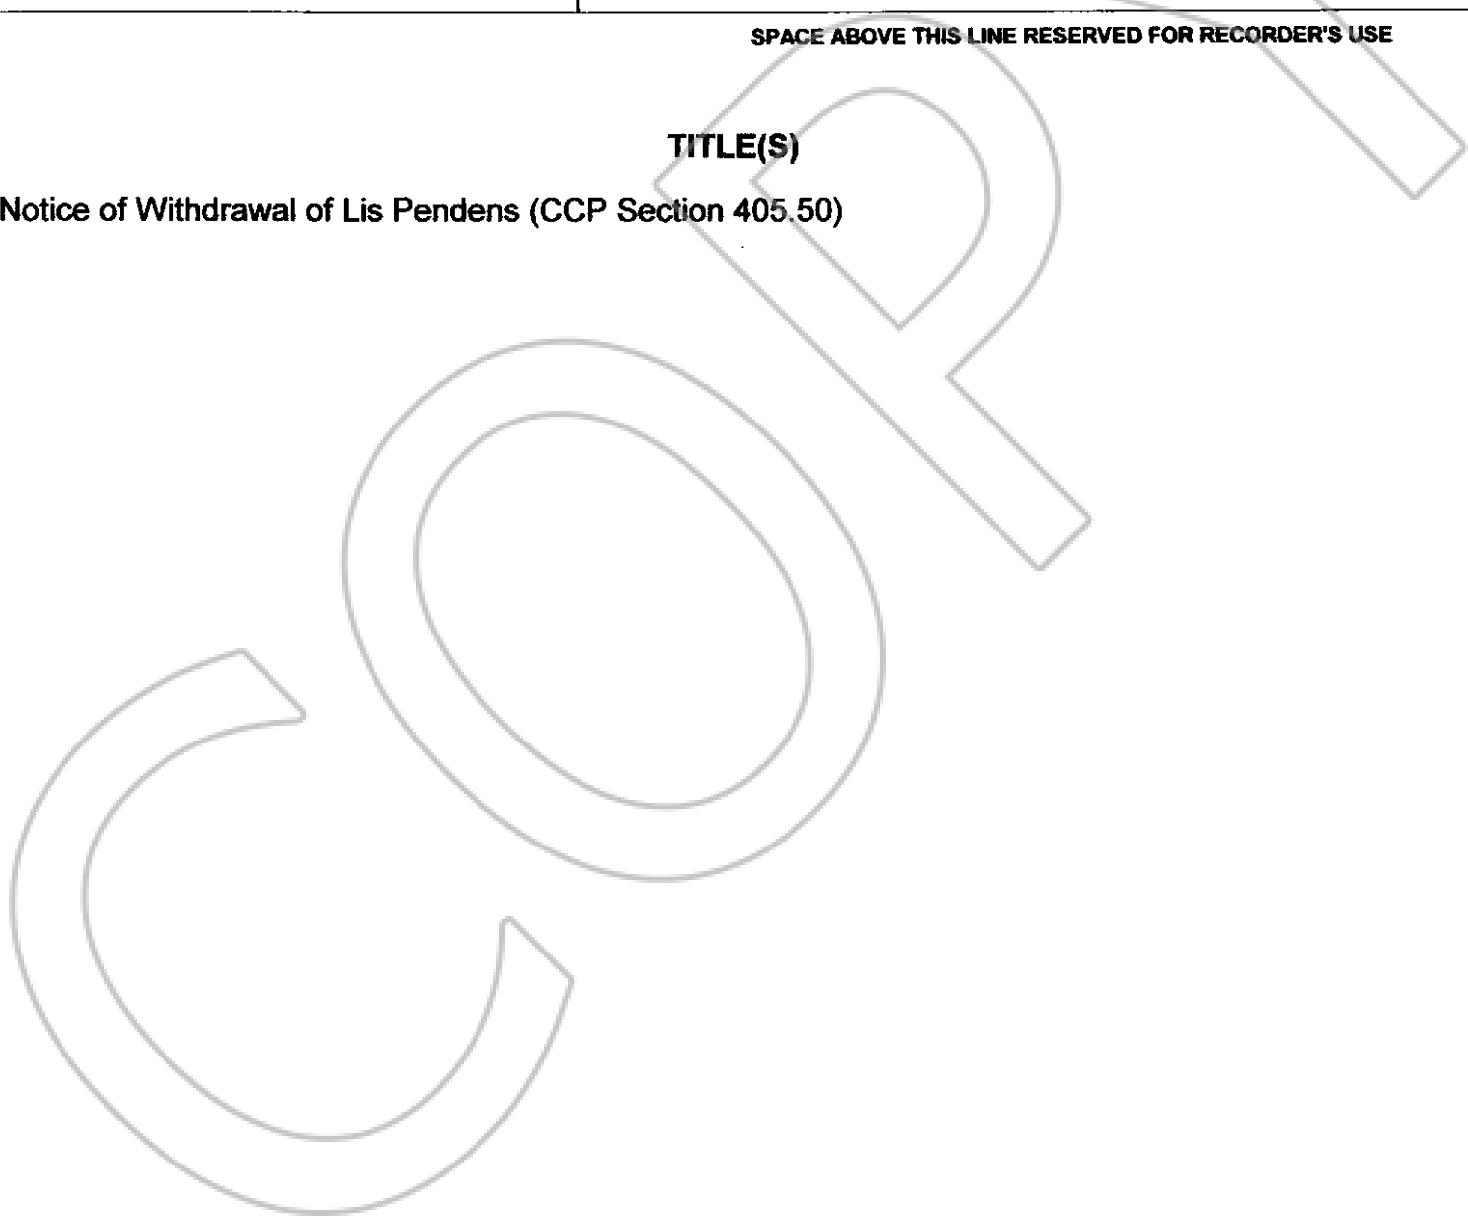 SPACE ABOVE THIS LINE RESERVED FOR RECORDER'S USE
TITLE(S)
Notice of Withdrawal of Lis Pendens (CCP Section 405.50)
COPY